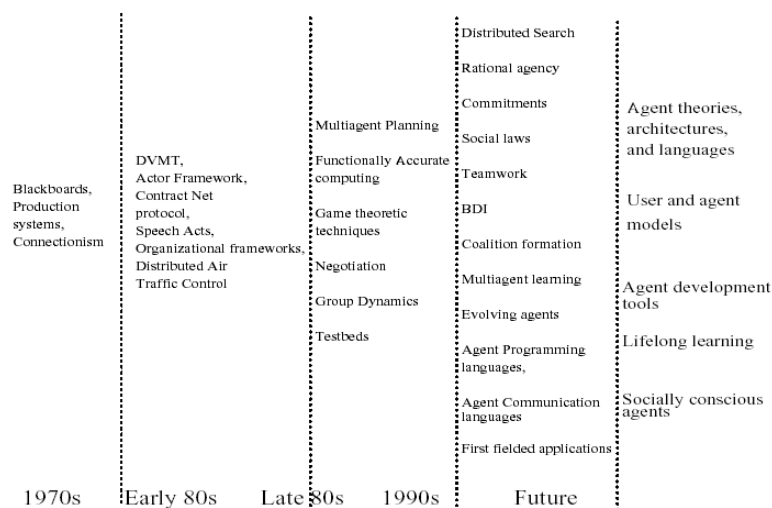 Blackboards,
Production
systems,
Connectionism
DVMT,
Actor Framework,
Contract Net
protocol,
Speech Acts,
Organizational frameworks,
Distributed Air
Traffic Control
Multiagent Planning
Functionally Accurate
computing
Game theoretic
techniques
Negotiation
Group Dynamics
Testbeds
Distributed Search
Rational agency
Commitments
Social laws
Teamwork
BDI
Coalition formation
Multiagent learning
Evolving agents
Agent Programming
languages,
Agent Communication
languages
First fielded applications
Agent theories,
architectures,
and languages
User and agent
models
Agent development
tools
Lifelong learning
Socially conscious
agents
1970s Early 80s Late 80s 1990s Future